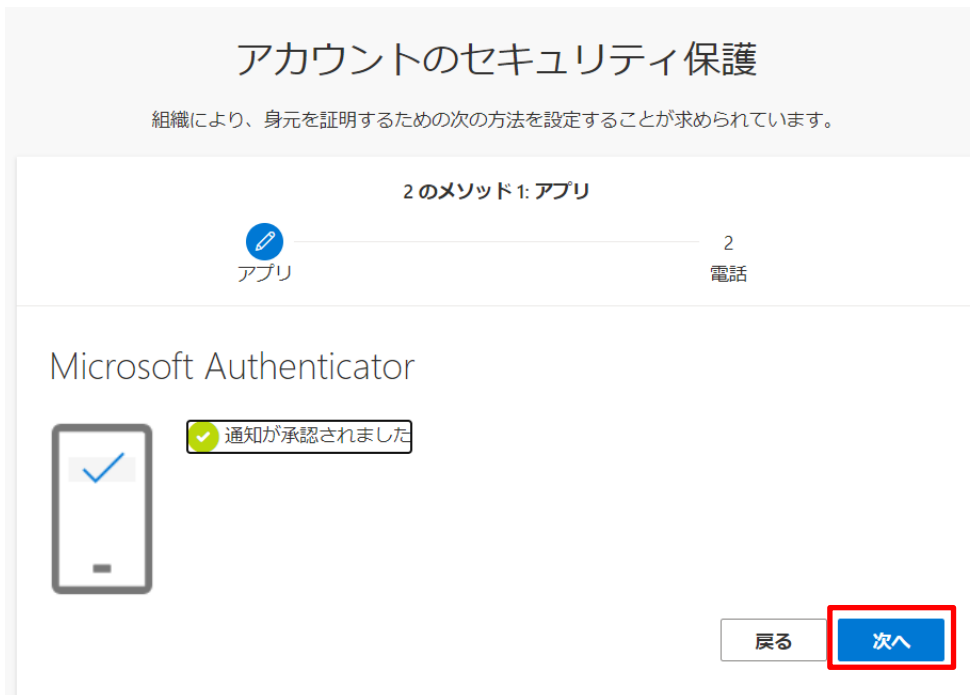 アカウントのセキュリティ保護
組織により、身元を証明するための次の方法を設定することが求められています。
2 のメソッド 1: アプリ
2
アプリ
電話
Microsoft Authenticator
通知が承認されました
戻る
次へ